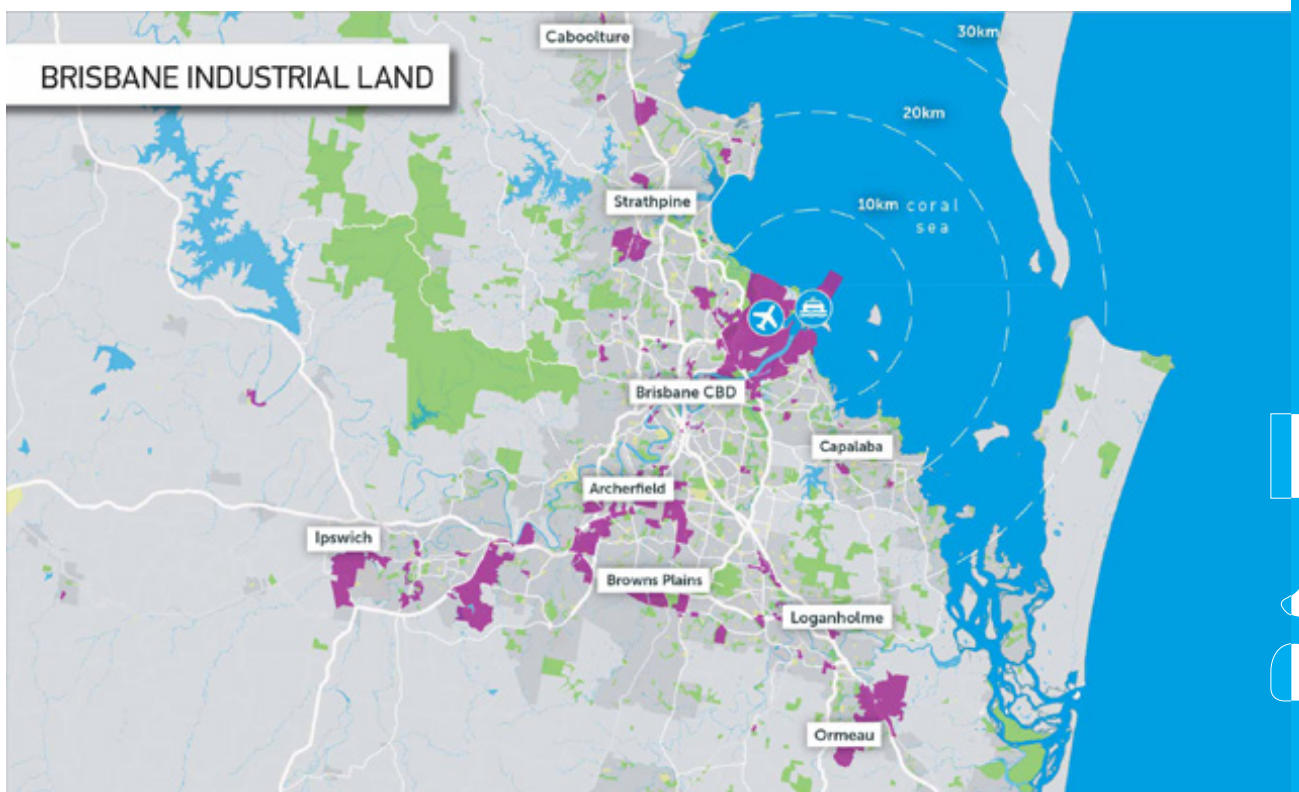 Caboolture
30km
BRISBANE INDUSTRIAL LAND
20km
Strathpine
10km coral
sea
Brisbane CBD
Capalaba
Archerfield
Ipswich
Browns Plains
Loganholme
Ormeau